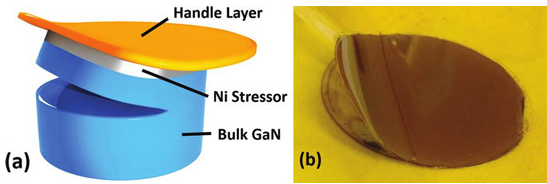 Handle Layer
Ni Stressor
Bulk GaN
(a)
(b)